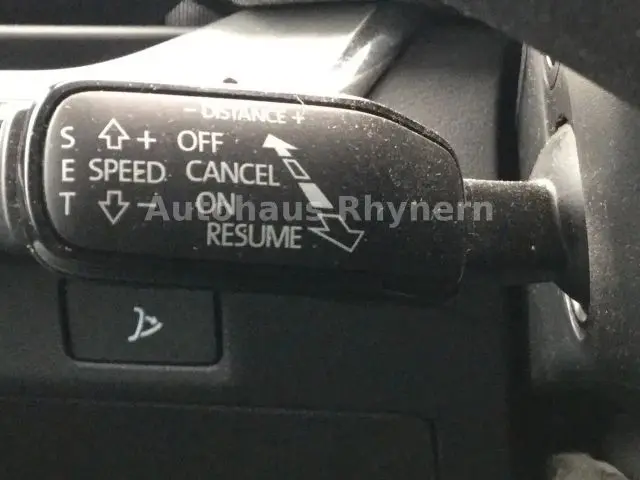 - DISTANCE +
S + OFF
E SPEED CANCEL
T - ON
RESUME
Autohaus Rhynern